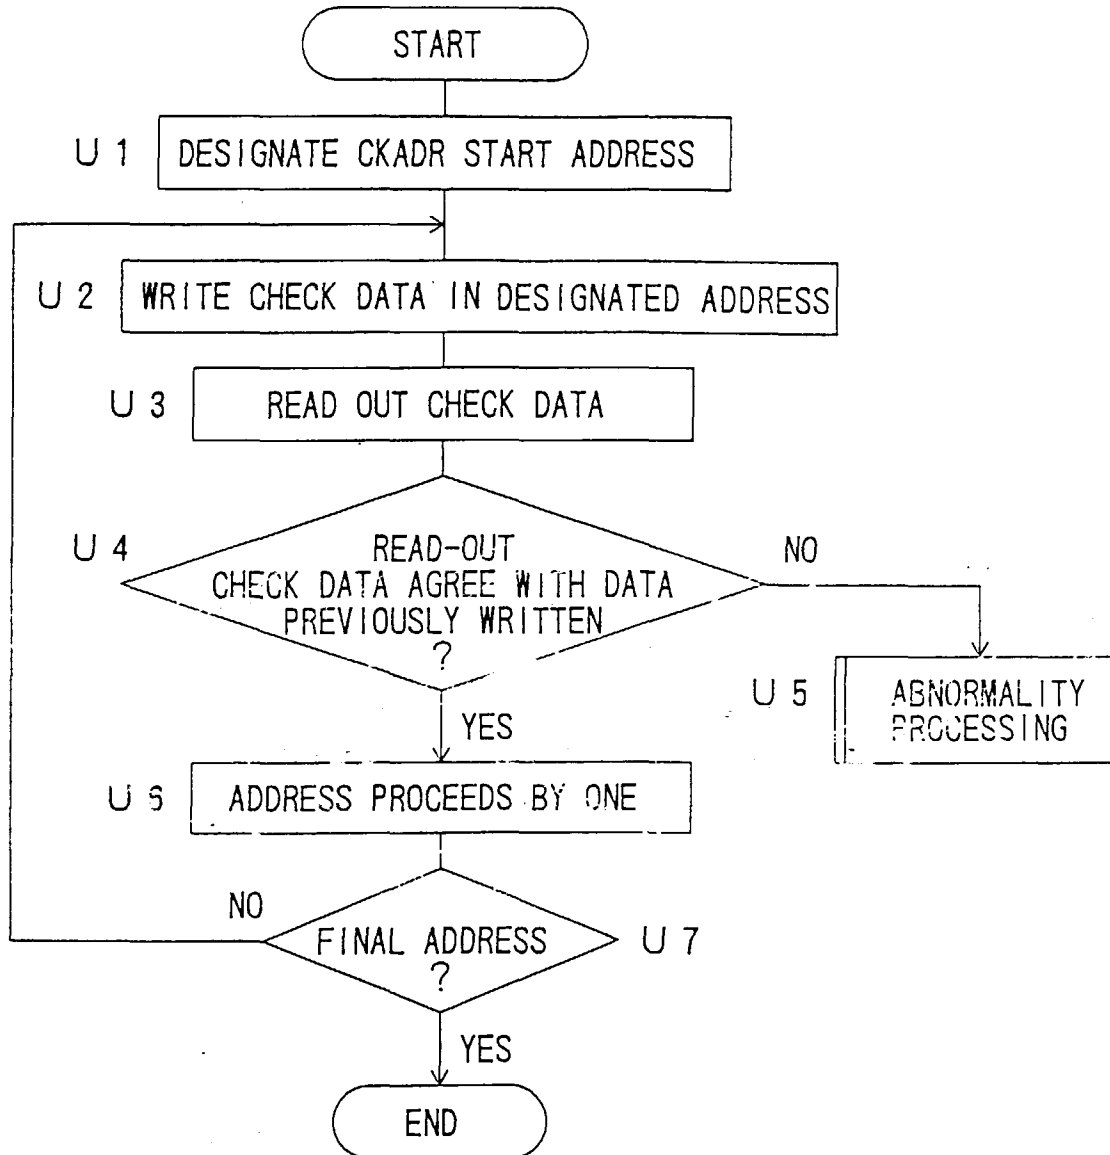 START
U 1 DESIGNATE CKADR START ADDRESS
U 2 WRITE CHECK DATA IN DESIGNATED ADDRESS
U 3 READ OUT CHECK DATA
U 4
READ-OUT
CHECK DATA AGREE WITH DATA
PREVIOUSLY WRITTEN
?
NO
U 5
ABNORMALITY
PROCESSING
YES
U 6 ADDRESS PROCEEDS BY ONE
NO
FINAL ADDRESS
?
U 7
YES
END